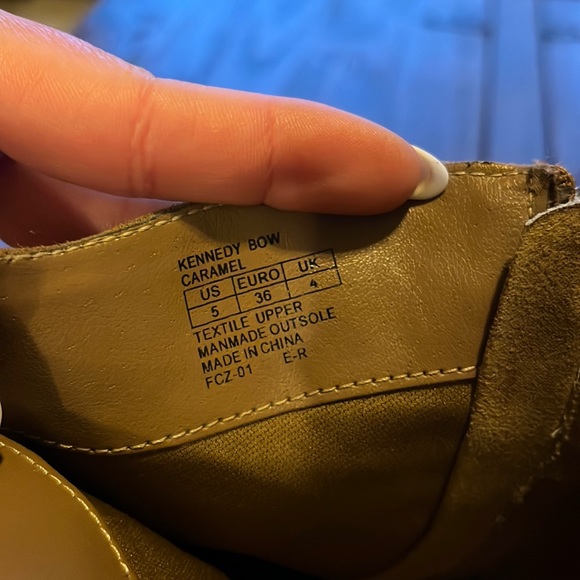 KENNEDY BOW
CARAMEL
US EURO UK
5 36 4
TEXTILE UPPER
MANMADE OUTSOLE
MADE IN CHINA
FCZ-01 E-R